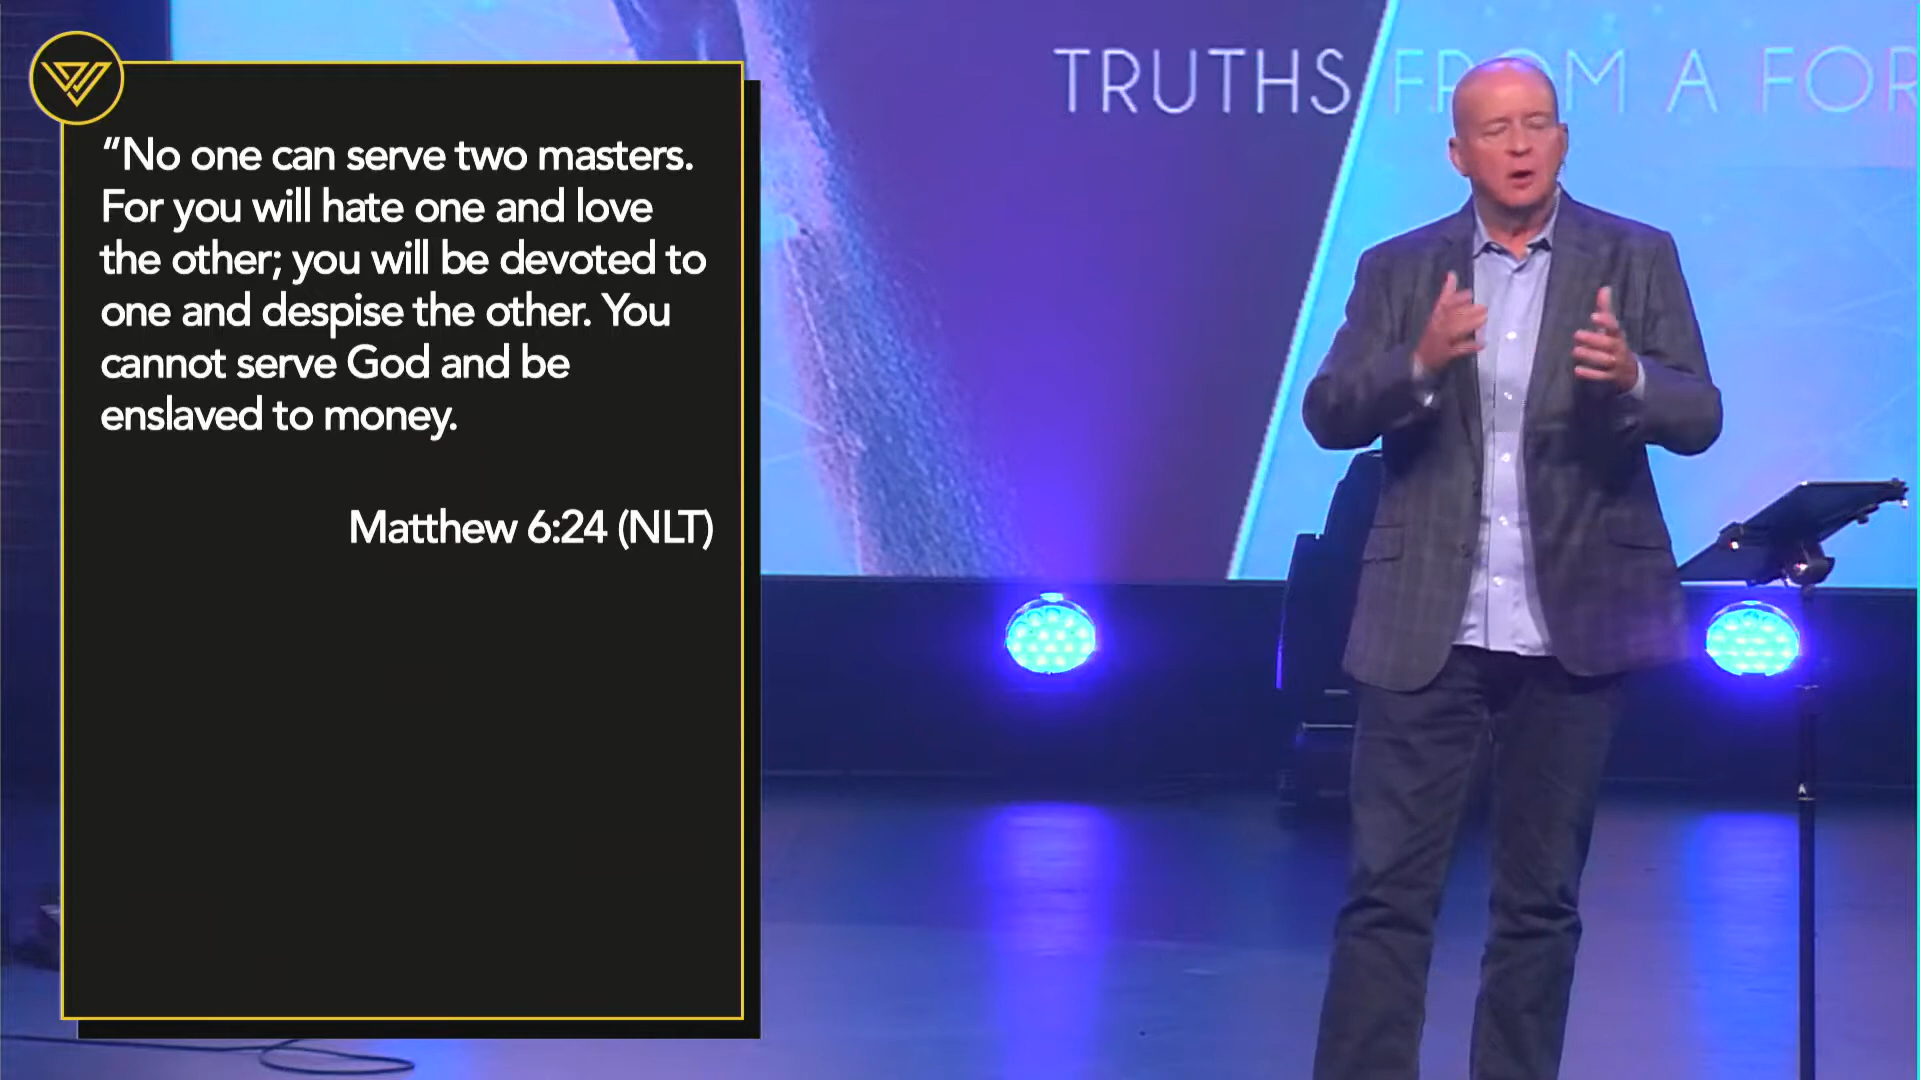 “No one can serve two masters.
For you will hate one and love
the other; you will be devoted to
one and despise the other. You
cannot serve God and be
enslaved to money.
Matthew 6:24 (NLT)
TRUTHS FROM A FOR